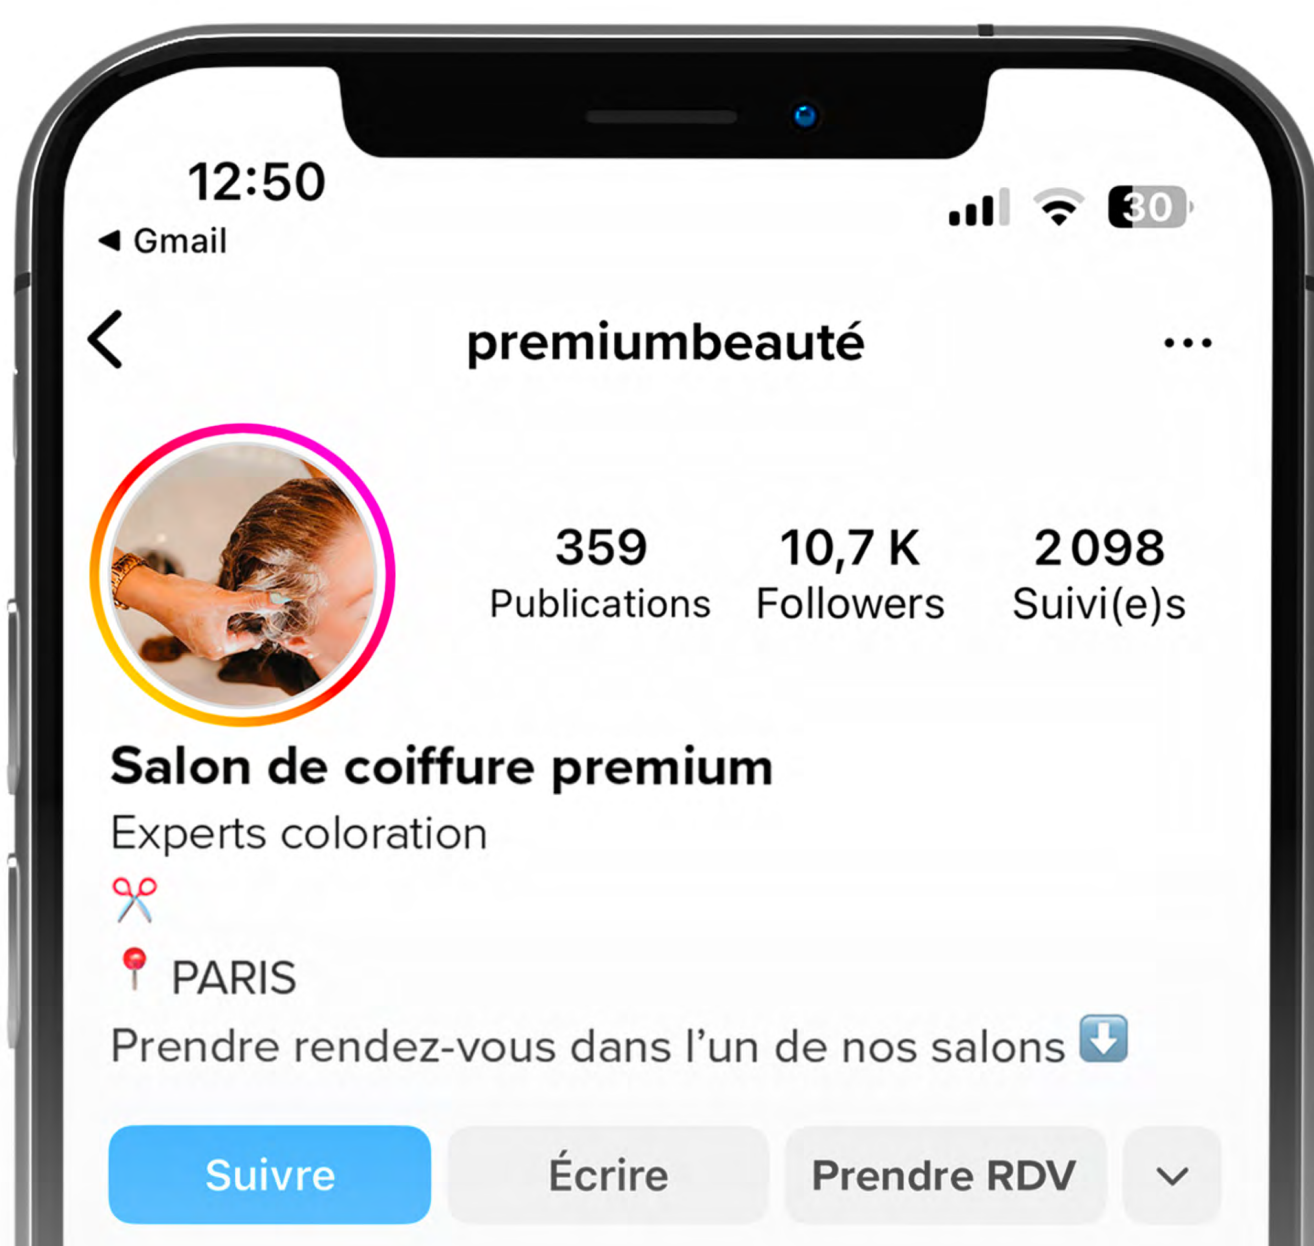 12:50
30
◀ Gmail
premiumbeauté
359 10,7 K 2 098
Publications Followers Suivi(e)s
Salon de coiffure premium
Experts coloration
✂️
📍 PARIS
Prendre rendez-vous dans l’un de nos salons ⬇️
Suivre Écrire Prendre RDV